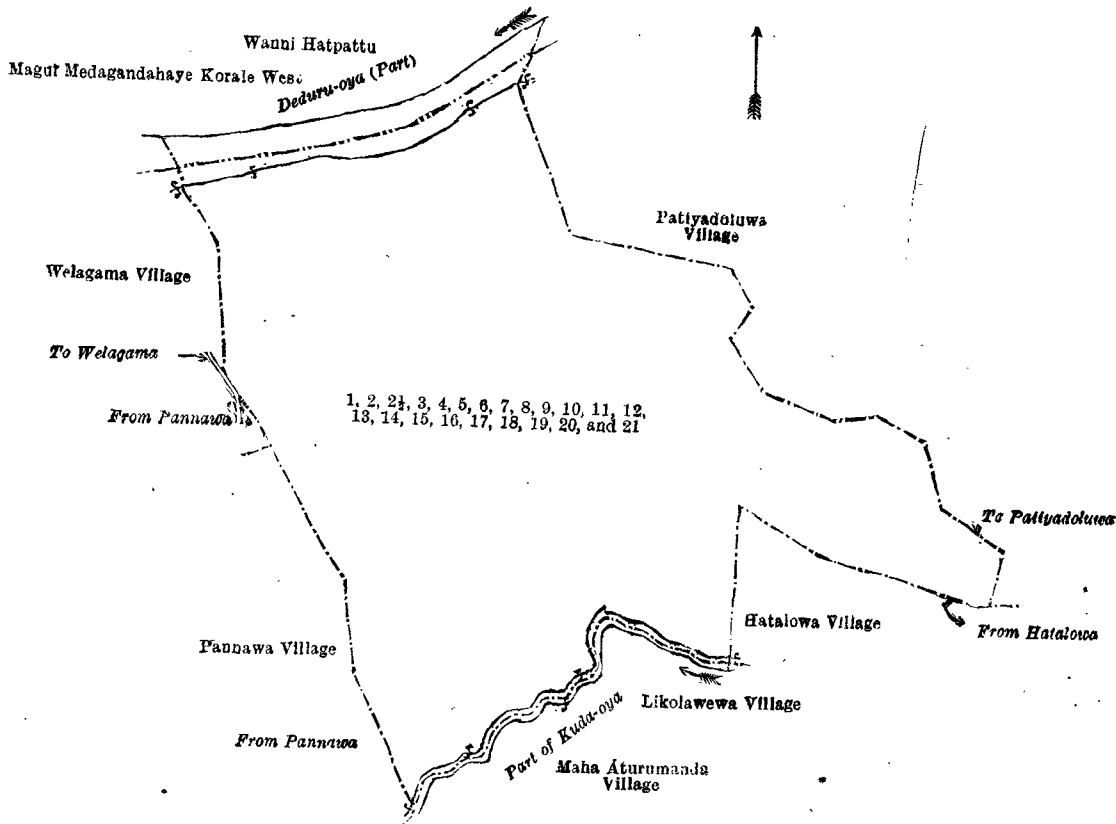 Wanni Hatpattu
Magul Medagandahaye Korale West
Deduru-oya (Part)
Patiyadoluwa
Village
Welagama Village
To Welagama
From Pannawa
1, 2, 2½, 3, 4, 5, 6, 7, 8, 9, 10, 11, 12,
13, 14, 15, 16, 17, 18, 19, 20, and 21
To Patiyadoluwa
Hatalowa Village
From Hatalowa
Pannawa Village
Likolawewa Village
From Pannawa
Part of Kuda-oya
Maha Áturumanda
Village